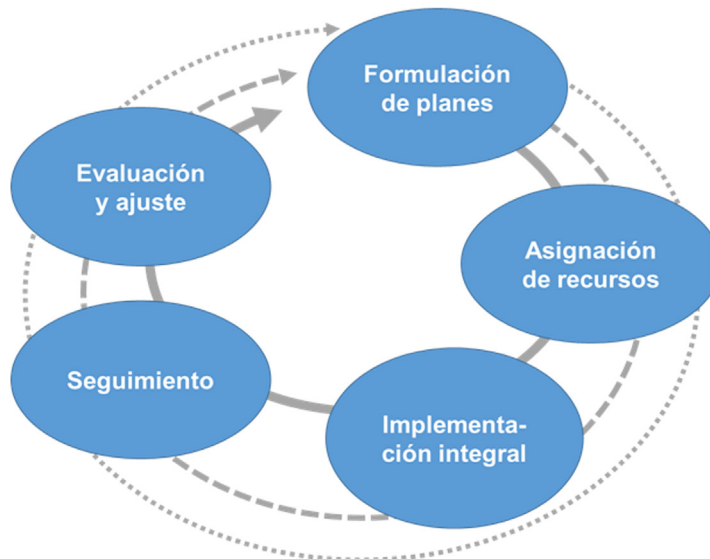 Formulación
de planes
Asignación
de recursos
Implementa-
ción integral
Seguimiento
Evaluación
y ajuste